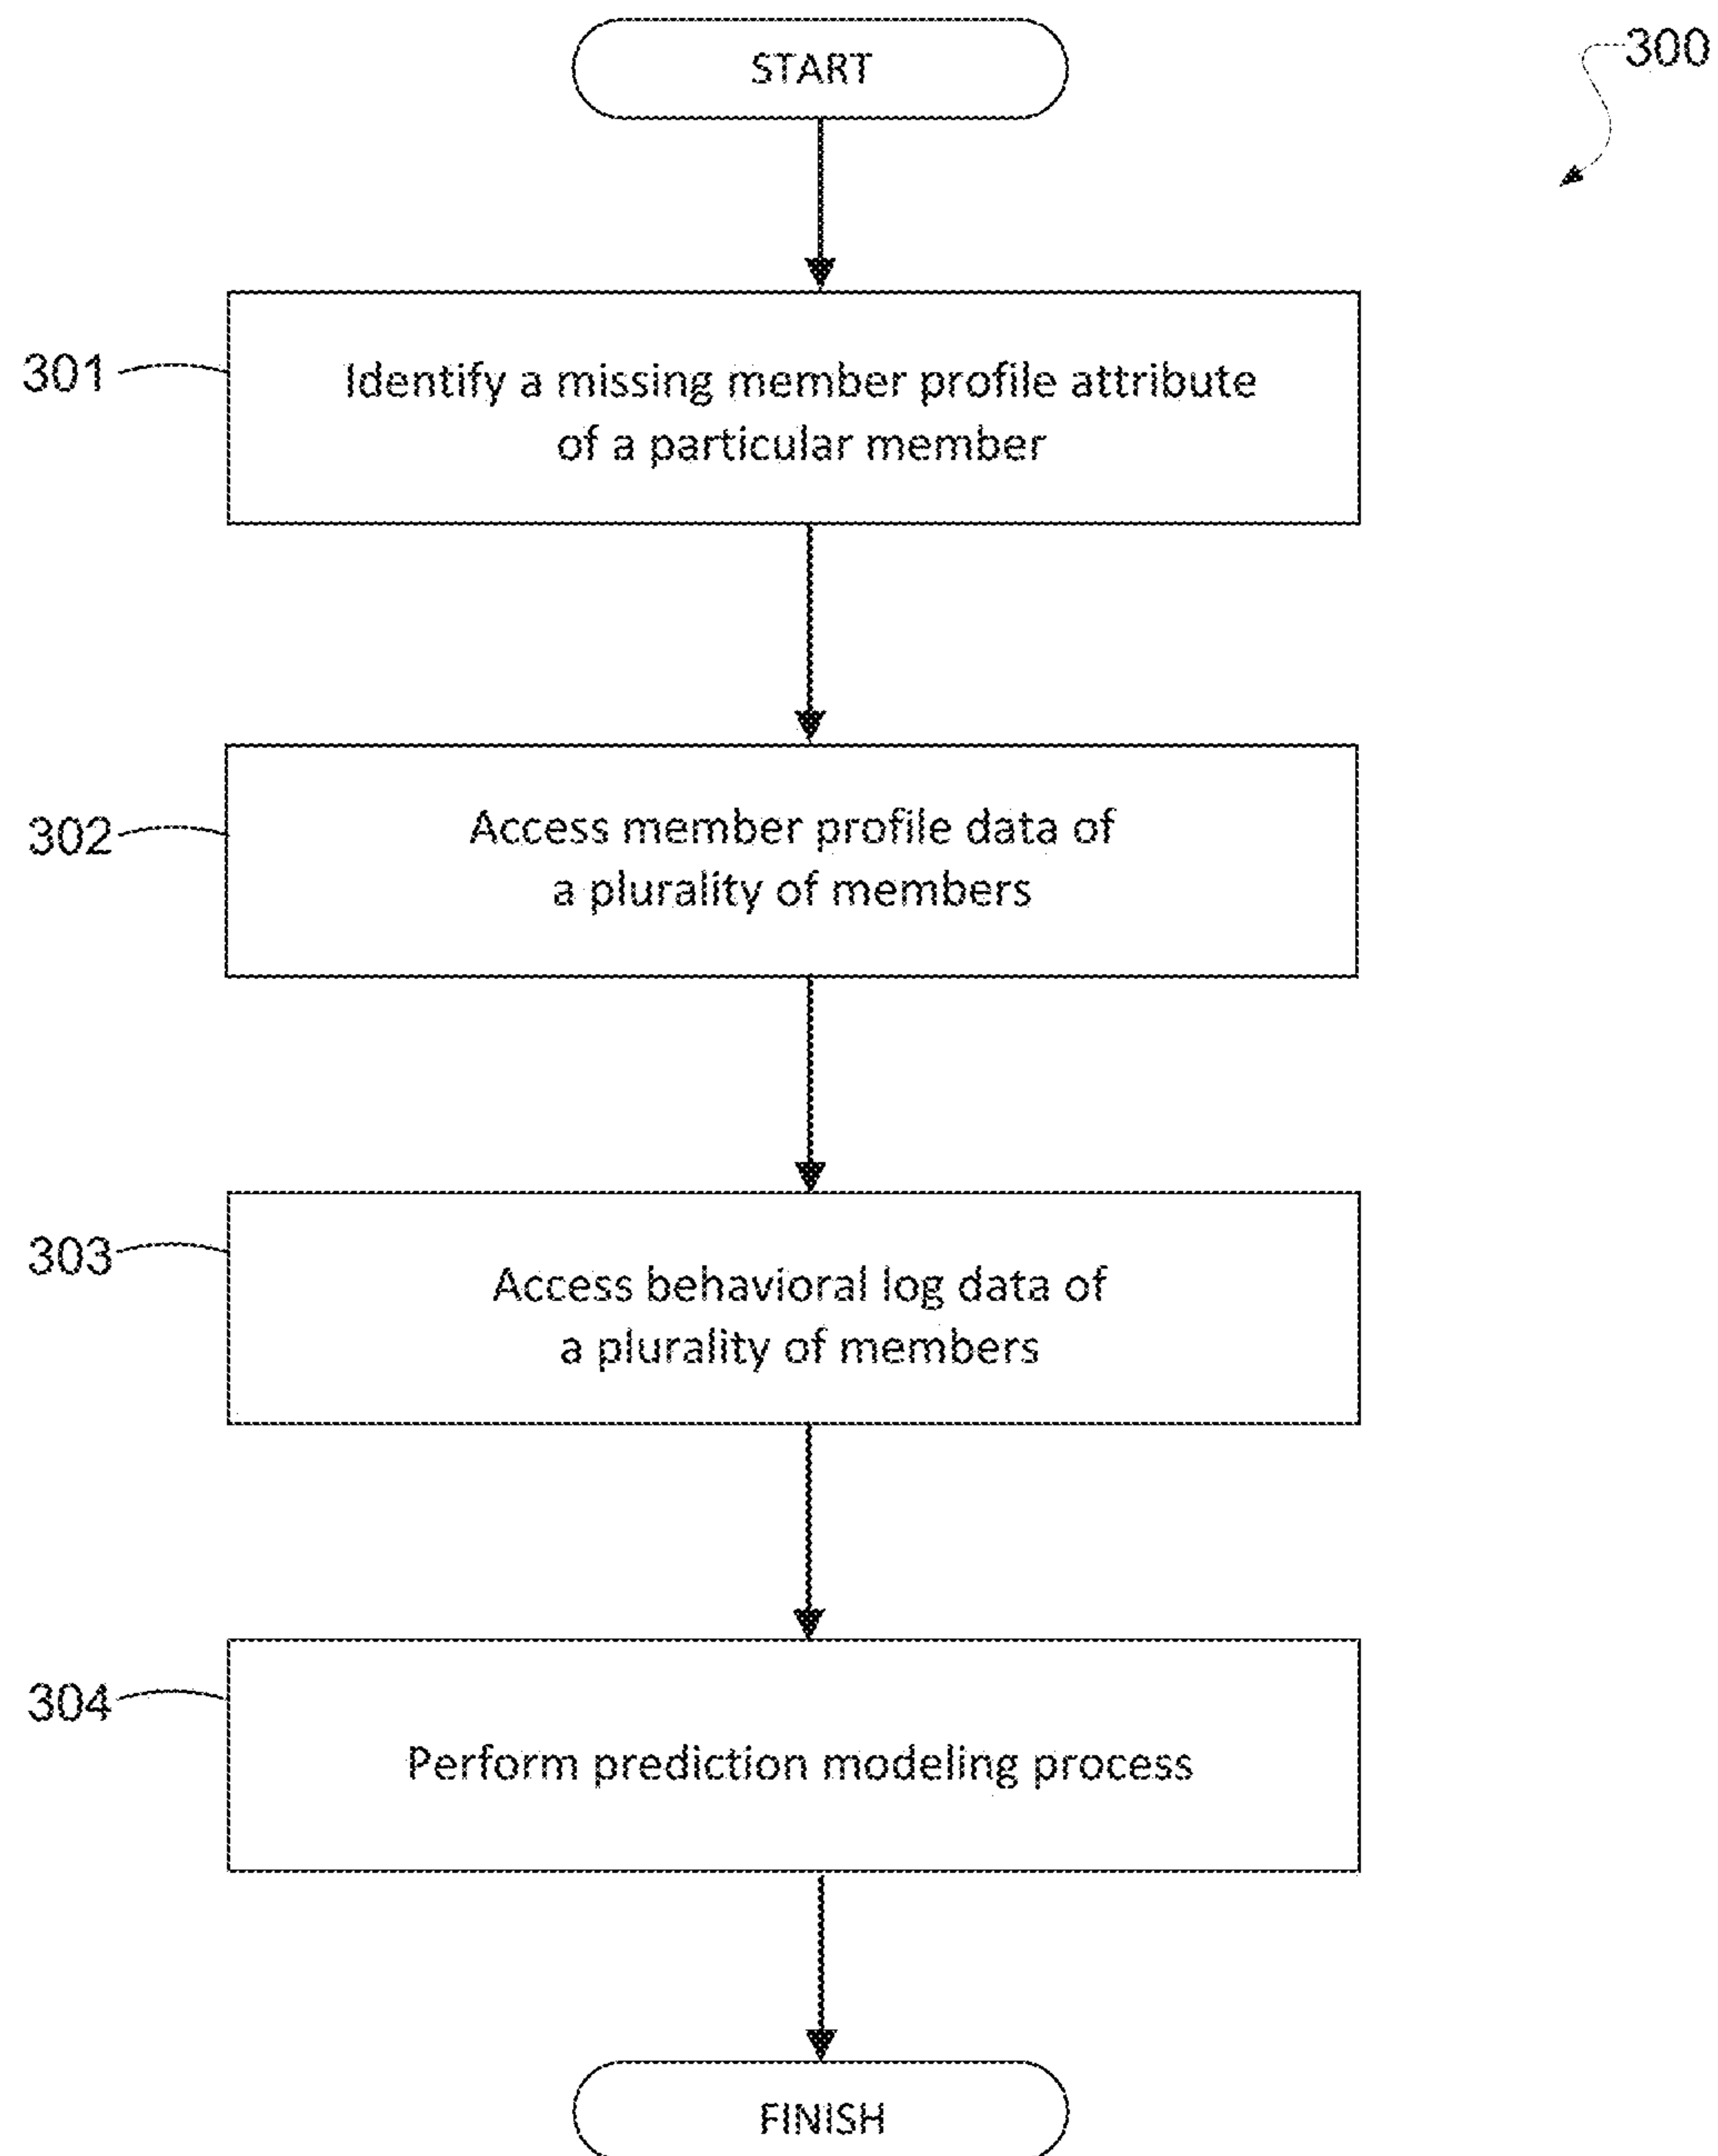 START
300
301
Identify a missing member profile attribute
of a particular member
302
Access member profile data of
a plurality of members
303
Access behavioral log data of
a plurality of members
304
Perform prediction modeling process
FINISH